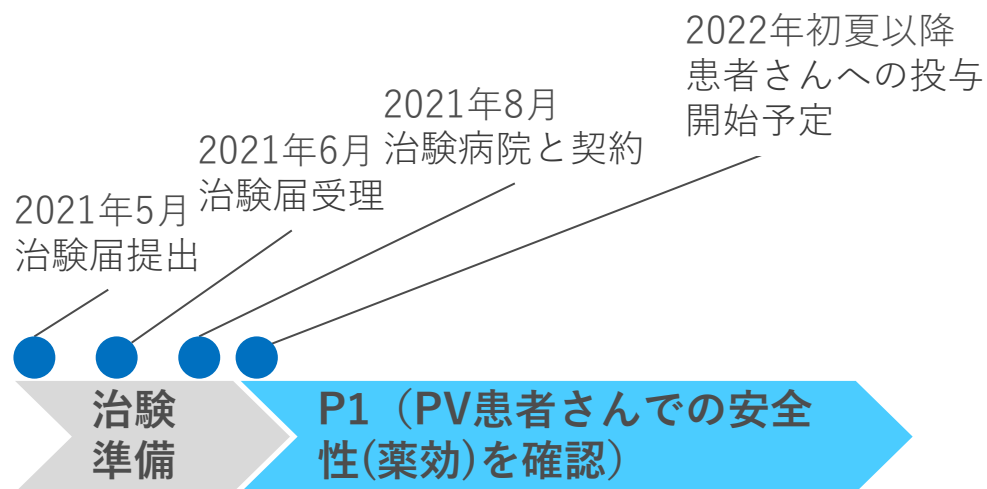 2021年5月
治験届提出
2021年6月
治験届受理
2021年8月
治験病院と契約
2022年初夏以降
患者さんへの投与
開始予定
治験
準備
P1（PV患者さんでの安全
性(薬効)を確認）